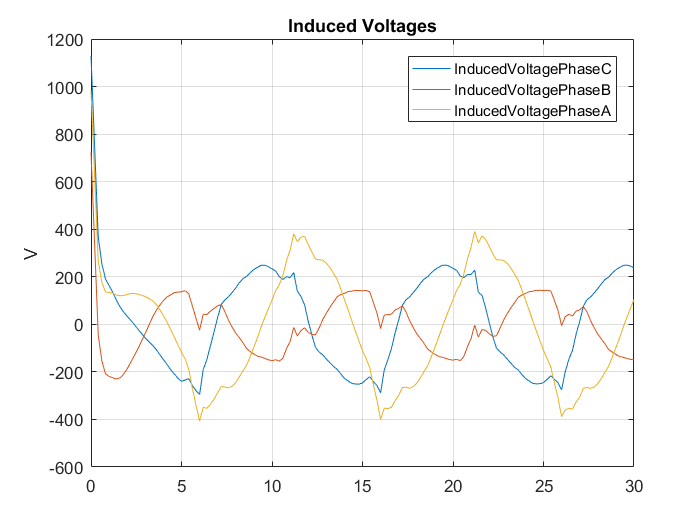 Induced Voltages
1200
1000
800
600
400
200
0
-200
-400
-600
V
InducedVoltagePhaseC
InducedVoltagePhaseB
InducedVoltagePhaseA
0 5 10 15 20 25 30